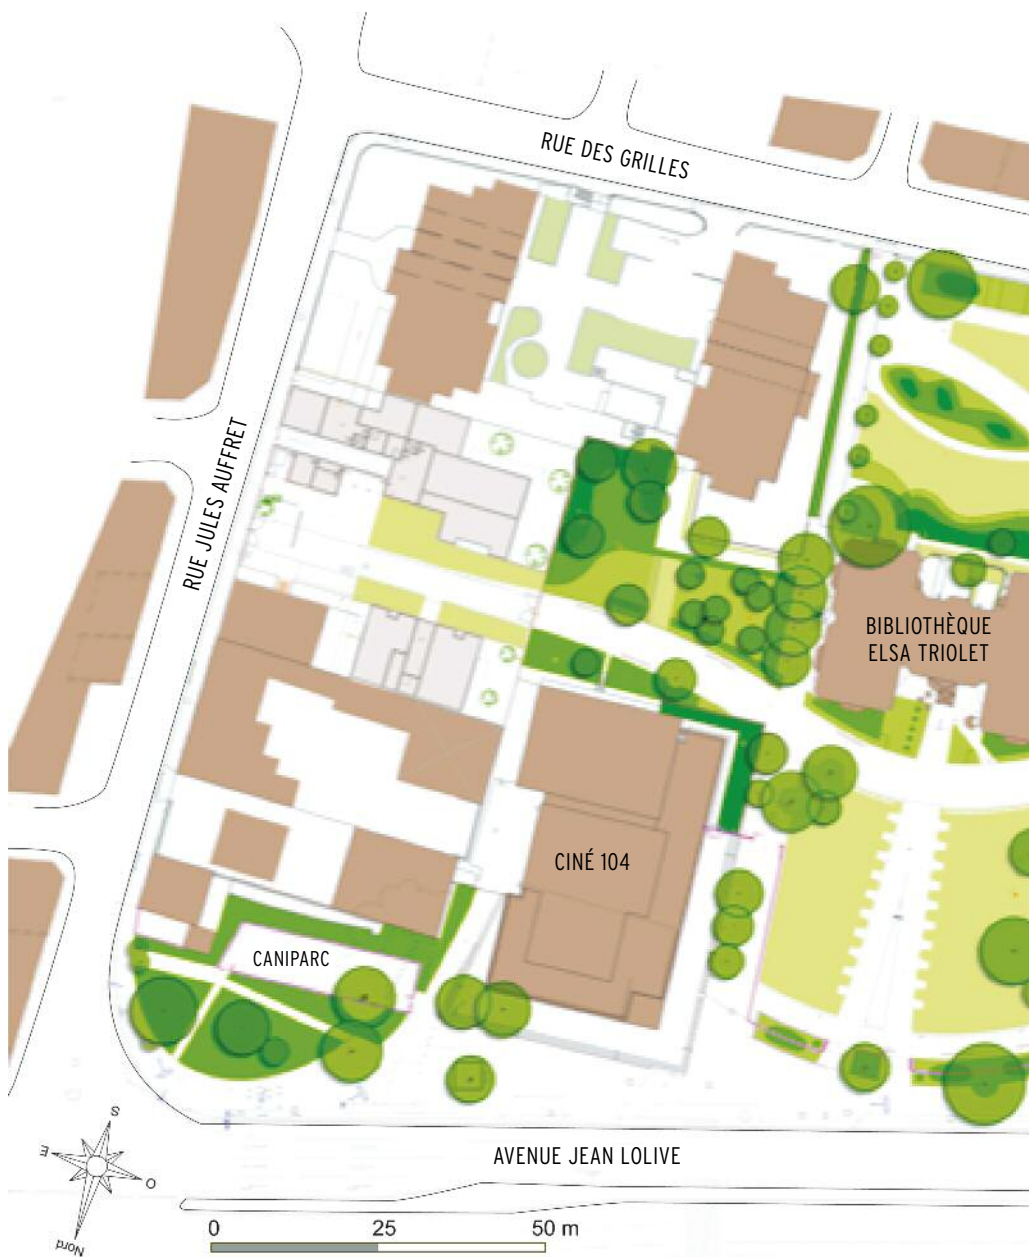 RUE DES GRILLES
RUE JULES AUFFRET
BIBLIOTHÈQUE
ELSA TRIOLET
CINÉ 104
CANIPARC
AVENUE JEAN LOLIVE
S
E
O
Nord
0 25 50 m